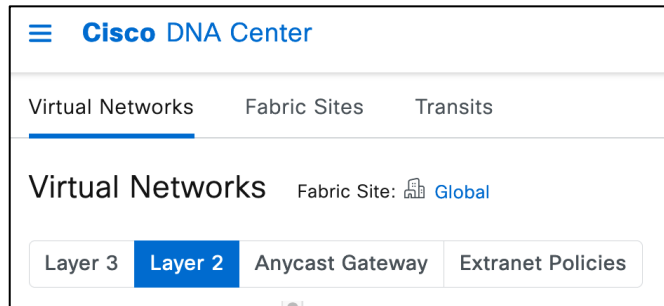 Cisco DNA Center
Virtual Networks Fabric Sites Transits
Virtual Networks Fabric Site: Global
Layer 3 Layer 2 Anycast Gateway Extranet Policies